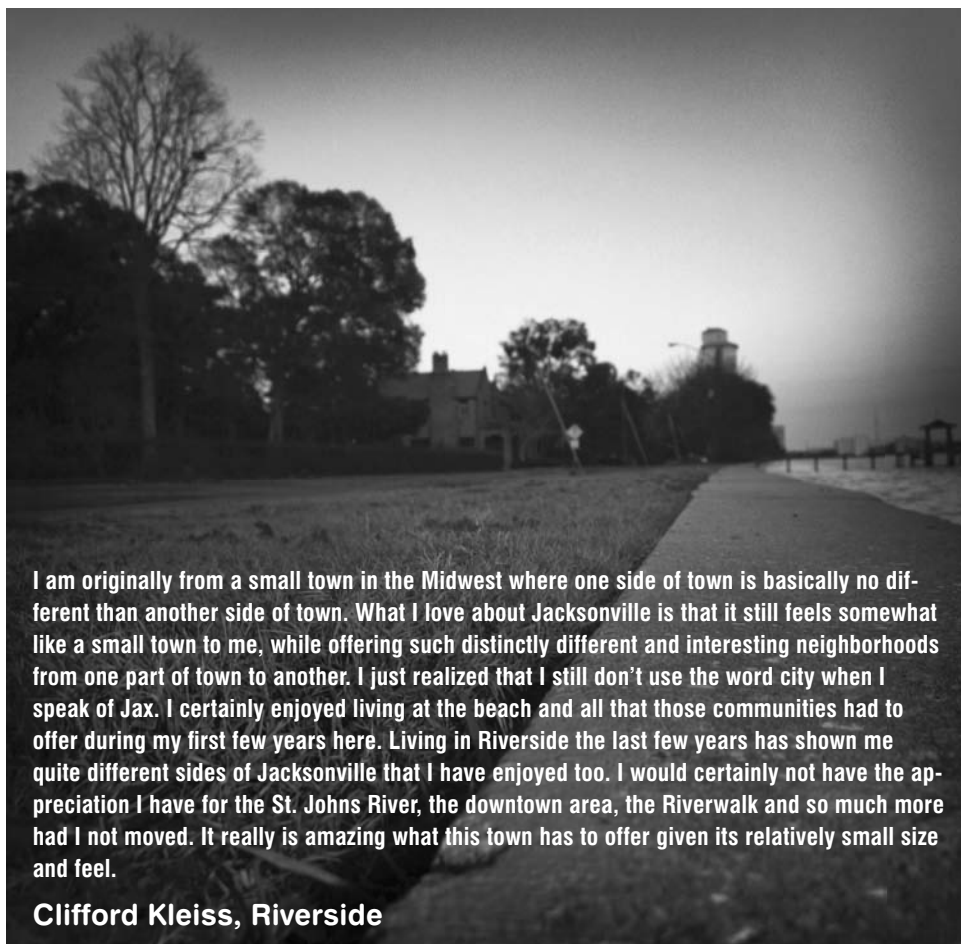 I am originally from a small town in the Midwest where one side of town is basically no dif-
ferent than another side of town. What I love about Jacksonville is that it still feels somewhat
like a small town to me, while offering such distinctly different and interesting neighborhoods
from one part of town to another. I just realized that I still don’t use the word city when I
speak of Jax. I certainly enjoyed living at the beach and all that those communities had to
offer during my first few years here. Living in Riverside the last few years has shown me
quite different sides of Jacksonville that I have enjoyed too. I would certainly not have the ap-
preciation I have for the St. Johns River, the downtown area, the Riverwalk and so much more
had I not moved. It really is amazing what this town has to offer given its relatively small size
and feel.
Clifford Kleiss, Riverside